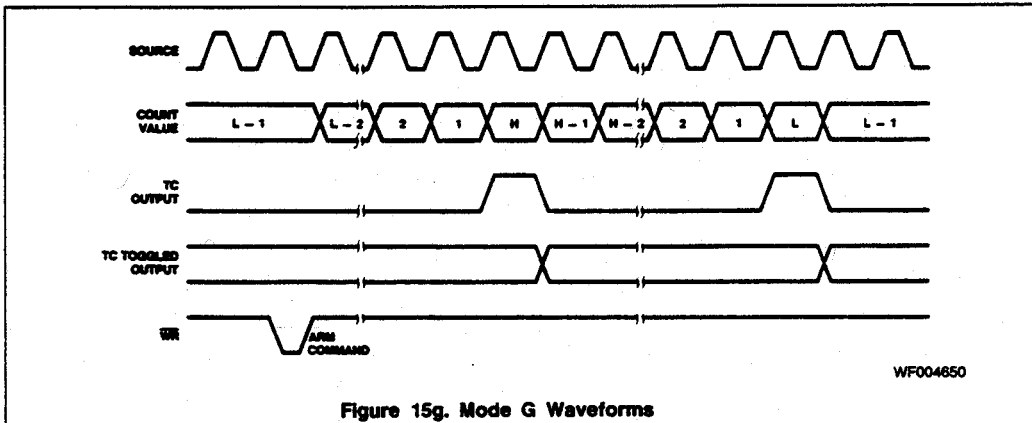 SOURCE
COUNT
VALUE
L – 1 L – 2 2 1 H H – 1 H – 2 2 1 L L – 1
TC
OUTPUT
TC TOGGLED
OUTPUT
WR
ARM
COMMAND
WF004650
Figure 15g. Mode G Waveforms